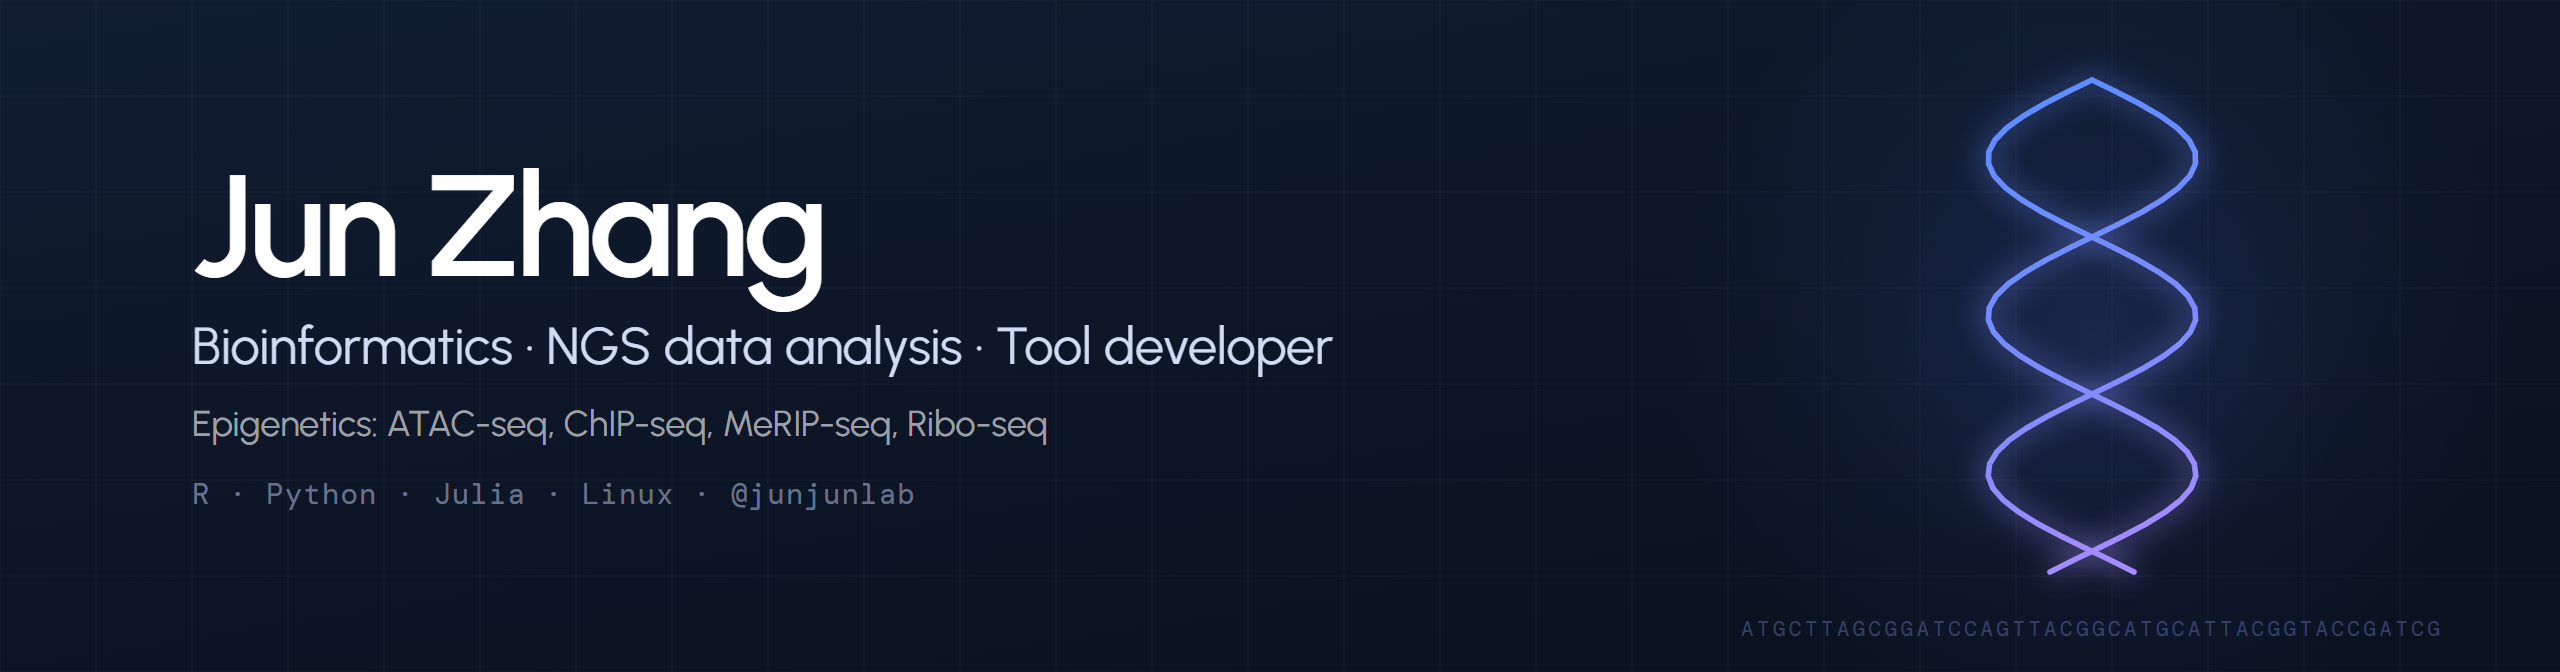 Jun Zhang
Bioinformatics · NGS data analysis · Tool developer
Epigenetics: ATAC-seq, ChIP-seq, MeRIP-seq, Ribo-seq
R · Python · Julia · Linux · @junjunlab
ATGCTTAGCGGATCCAGTTACGGCATGCATTACGGTACCGATCG